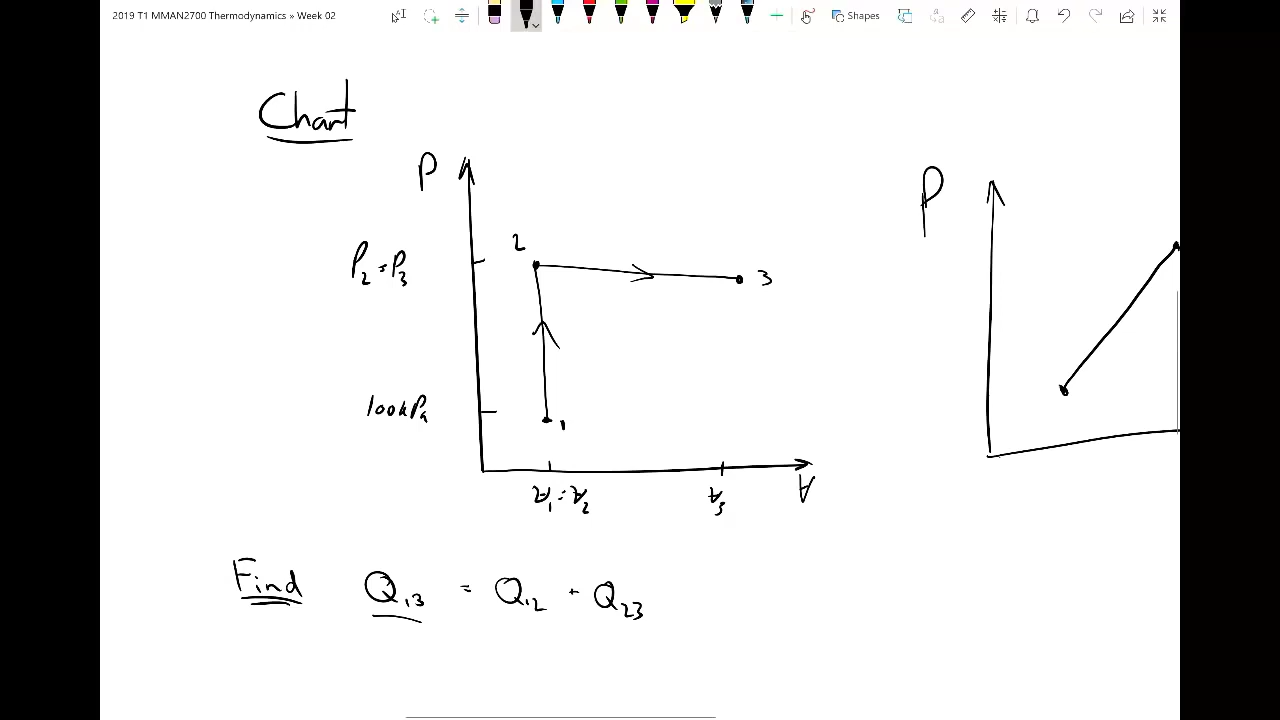 2019 T1 MMAN2700 Thermodynamics » Week 02
Shapes
Chart
P
P
2
P₂ = P₃
3
100kPa
1
V₁ = V₂
V₃
V
Find Q₁₃ = Q₁₂ + Q₂₃